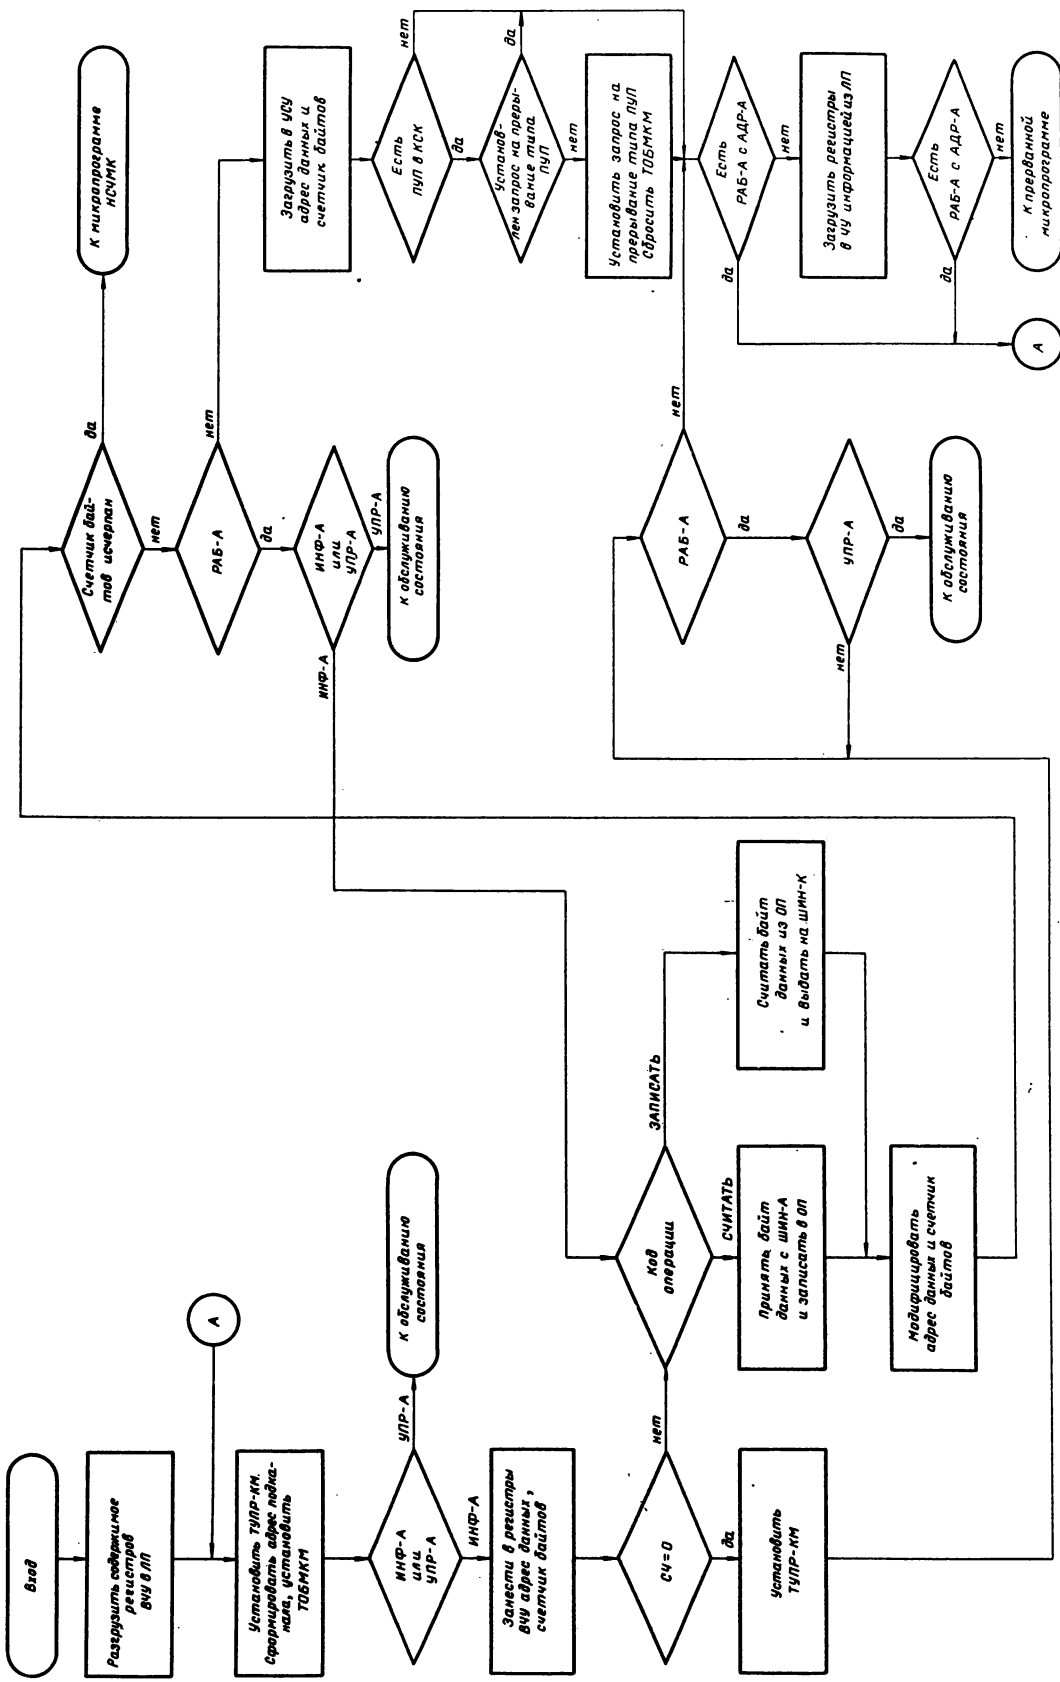 Вход
Разгрузить содержимое
регистров
ВЧУ в ЛП
А
Установить ТУПР-КМ.
Сформировать адрес подка-
нала, установить
ТОБМКМ
ИНФ-А
или
УПР-А
УПР-А
К обслуживанию
состояния
ИНФ-А
Занести в регистры
ВЧУ адрес данных,
счетчик байтов
СЧ=0
нет
да
Установить
ТУПР-КМ
Код
операции
ЗАПИСАТЬ
СЧИТАТЬ
Принять байт
данных с ШИН-А
и записать в ОП
Считать байт
данных из ОП
и выдать на ШИН-К
Модифицировать
адрес данных и счетчик
байтов
Счетчик бай-
тов исчерпан
да
К микропрограмме
НСЧМК
нет
РАБ-А
нет
да
ИНФ-А
или
УПР-А
ИНФ-А
УПР-А
К обслуживанию
состояния
Загрузить в УСУ
адрес данных и
счетчик байтов
Есть
ПУП в КСК
нет
да
Установ-
лен запрос на преры-
вание типа
ПУП
да
нет
Установить запрос на
прерывание типа ПУП
Сбросить ТОБМКМ
РАБ-А
нет
да
УПР-А
нет
да
К обслуживанию
состояния
Есть
РАБ-А с АДР-А
да
нет
Загрузить регистры
в ЧУ информацией из ЛП
Есть
РАБ-А с АДР-А
да
нет
К прерванной
микропрограмме
А